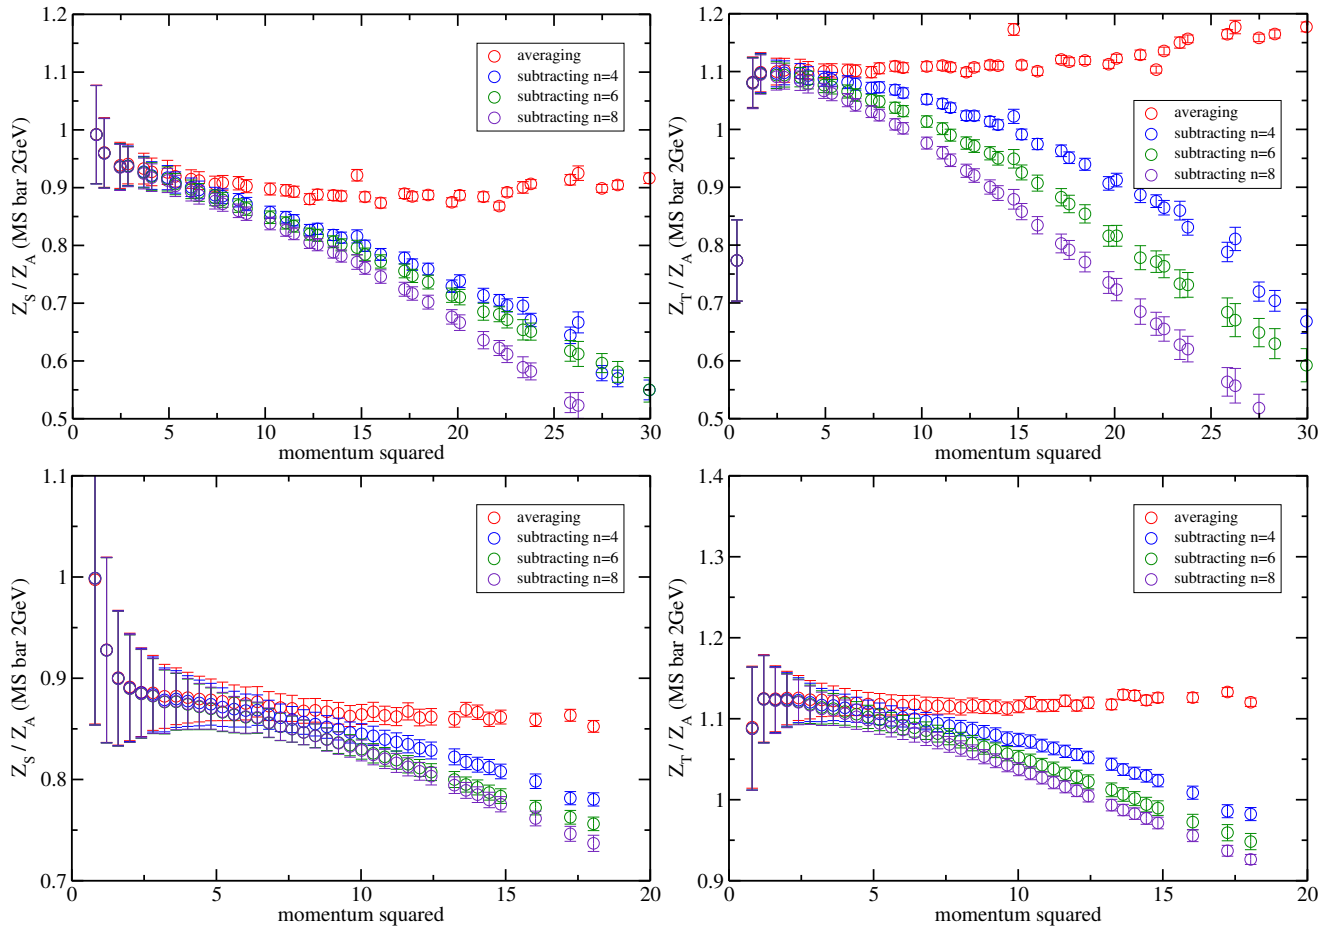 1.2
1.1
1
0.9
0.8
0.7
0.6
0.5
0 5 10 15 20 25 30
momentum squared
Z_S / Z_A (MS bar 2GeV)
averaging
subtracting n=4
subtracting n=6
subtracting n=8
1.2
1.1
1
0.9
0.8
0.7
0.6
0.5
0 5 10 15 20 25 30
momentum squared
Z_T / Z_A (MS bar 2GeV)
averaging
subtracting n=4
subtracting n=6
subtracting n=8
1.1
1
0.9
0.8
0.7
0 5 10 15 20
momentum squared
Z_S / Z_A (MS bar 2GeV)
averaging
subtracting n=4
subtracting n=6
subtracting n=8
1.4
1.3
1.2
1.1
1
0.9
0 5 10 15 20
momentum squared
Z_T / Z_A (MS bar 2GeV)
averaging
subtracting n=4
subtracting n=6
subtracting n=8